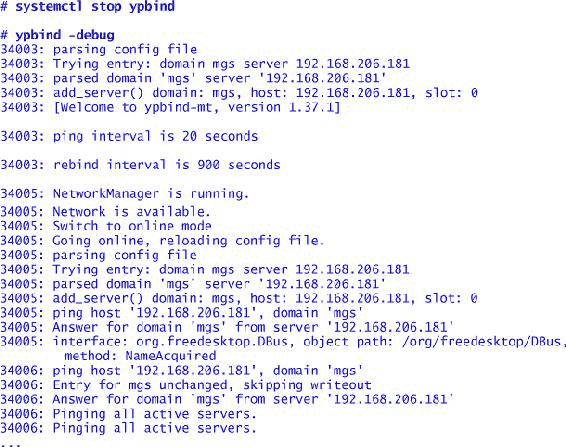 # systemctl stop ypbind
# ypbind -debug
34003: parsing config file
34003: Trying entry: domain mgs server 192.168.206.181
34003: parsed domain 'mgs' server '192.168.206.181'
34003: add_server() domain: mgs, host: 192.168.206.181, slot: 0
34003: [Welcome to ypbind-mt, version 1.37.1]
34003: ping interval is 20 seconds
34003: rebind interval is 900 seconds
34005: NetworkManager is running.
34005: Network is available.
34005: Switch to online mode
34005: Going online, reloading config file.
34005: parsing config file
34005: Trying entry: domain mgs server 192.168.206.181
34005: parsed domain 'mgs' server '192.168.206.181'
34005: add_server() domain: mgs, host: 192.168.206.181, slot: 0
34005: ping host '192.168.206.181', domain 'mgs'
34005: Answer for domain 'mgs' from server '192.168.206.181'
34005: interface: org.freedesktop.DBus, object path: /org/freedesktop/DBus,
method: NameAcquired
34006: ping host '192.168.206.181', domain 'mgs'
34006: Entry for mgs unchanged, skipping writeout
34006: Answer for domain 'mgs' from server '192.168.206.181'
34006: Pinging all active servers.
34006: Pinging all active servers.
...